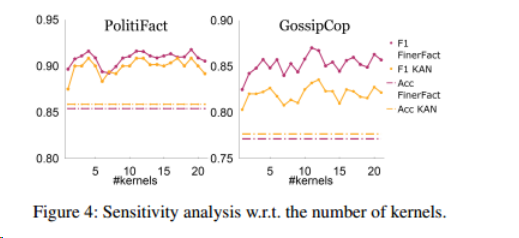 PolitiFact
0.95
0.90
0.85
0.80
5 10 15 20
#kernels
GossipCop
0.90
0.85
0.80
0.75
5 10 15 20
#kernels
F1
FinerFact
F1 KAN
Acc
FinerFact
Acc KAN
Figure 4: Sensitivity analysis w.r.t. the number of kernels.